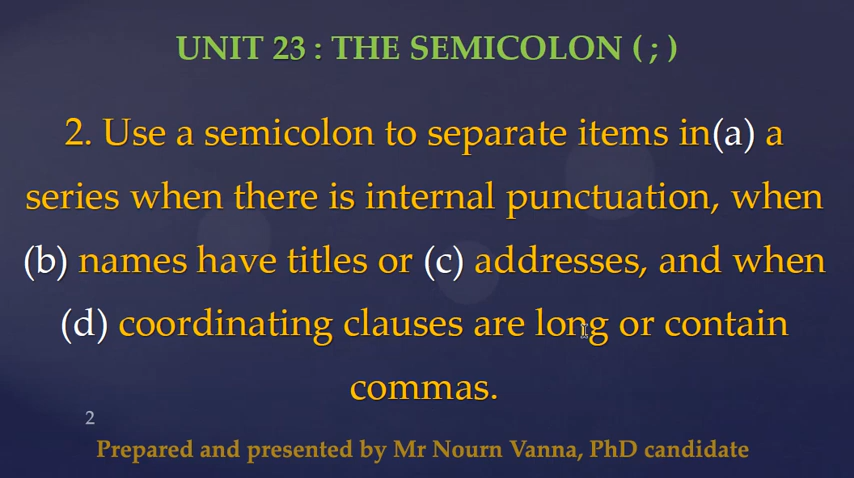 UNIT 23 : THE SEMICOLON ( ; )
2. Use a semicolon to separate items in(a) a
series when there is internal punctuation, when
(b) names have titles or (c) addresses, and when
(d) coordinating clauses are long or contain
commas.
2
Prepared and presented by Mr Nourn Vanna, PhD candidate